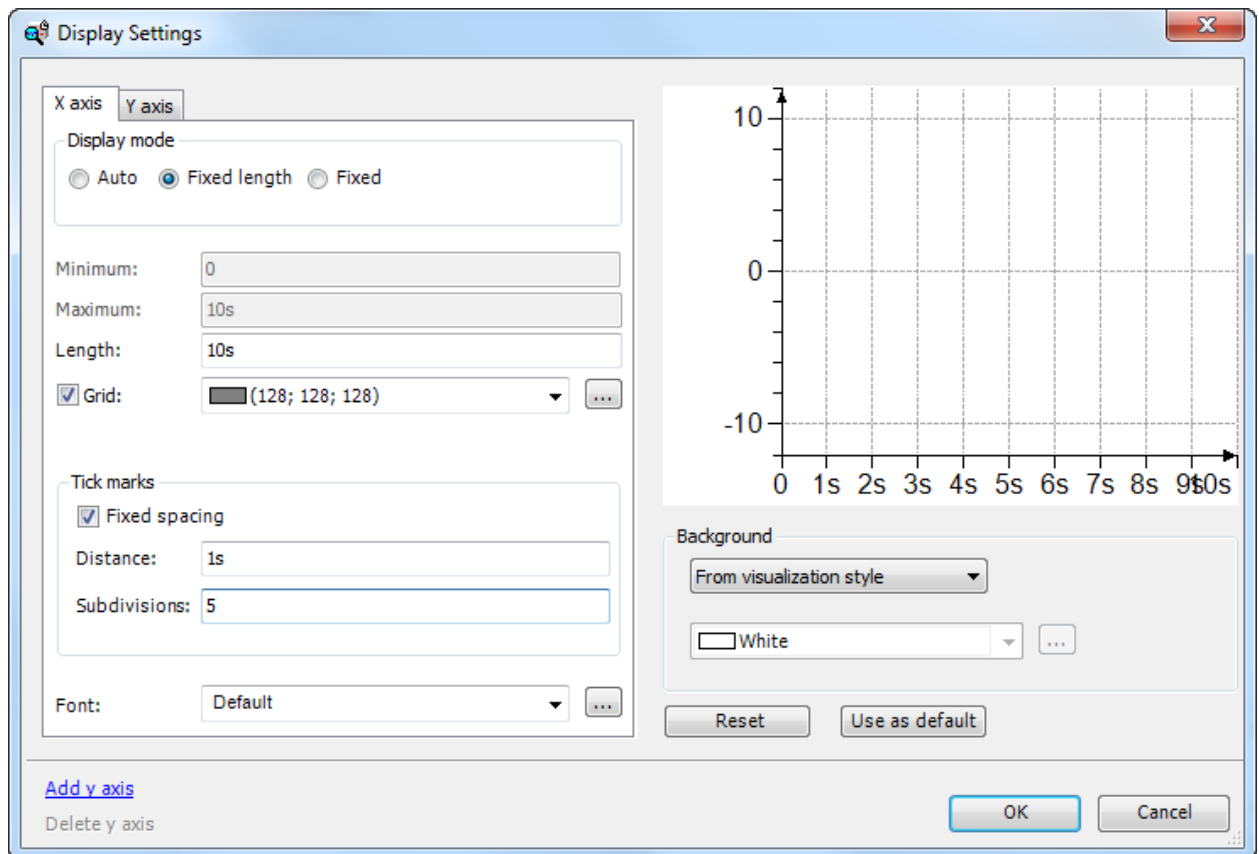 Display Settings
X axis Y axis
Display mode
Auto Fixed length Fixed
Minimum: 0
Maximum: 10s
Length: 10s
Grid: (128; 128; 128) ...
Tick marks
Fixed spacing
Distance: 1s
Subdivisions: 5
Font: Default ...
10
0
-10
0 1s 2s 3s 4s 5s 6s 7s 8s 9s 10s
Background
From visualization style
White ...
Reset Use as default
Add y axis
Delete y axis
OK Cancel